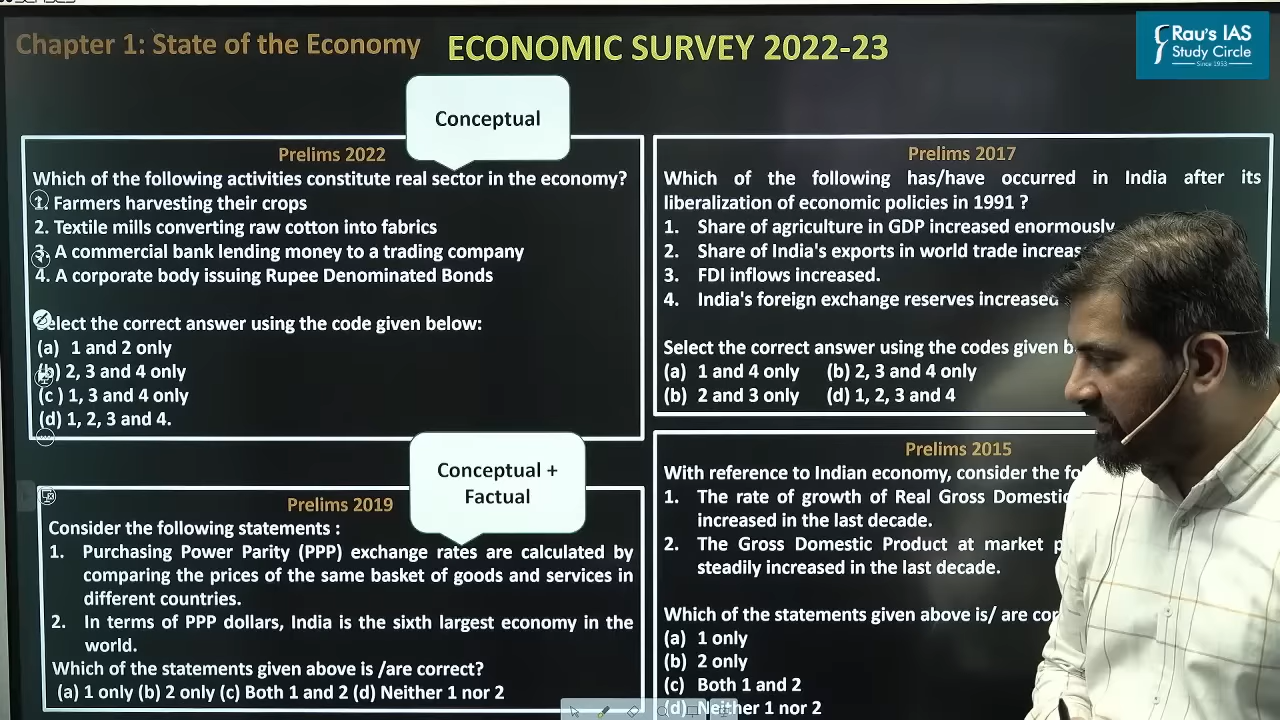 Chapter 1: State of the Economy
ECONOMIC SURVEY 2022-23
Rau's IAS
Study Circle
Since 1953
Conceptual
Prelims 2022
Which of the following activities constitute real sector in the economy?
1. Farmers harvesting their crops
2. Textile mills converting raw cotton into fabrics
3. A commercial bank lending money to a trading company
4. A corporate body issuing Rupee Denominated Bonds
Select the correct answer using the code given below:
(a) 1 and 2 only
(b) 2, 3 and 4 only
(c ) 1, 3 and 4 only
(d) 1, 2, 3 and 4.
Prelims 2017
Which of the following has/have occurred in India after its
liberalization of economic policies in 1991 ?
1. Share of agriculture in GDP increased enormously
2. Share of India's exports in world trade
3. FDI inflows increased.
4. India's foreign exchange reserves increased
Select the correct answer using the codes given
(a) 1 and 4 only (b) 2, 3 and 4 only
(b) 2 and 3 only (d) 1, 2, 3 and 4
Conceptual +
Factual
Prelims 2019
Consider the following statements :
1. Purchasing Power Parity (PPP) exchange rates are calculated by
comparing the prices of the same basket of goods and services in
different countries.
2. In terms of PPP dollars, India is the sixth largest economy in the
world.
Which of the statements given above is /are correct?
(a) 1 only (b) 2 only (c) Both 1 and 2 (d) Neither 1 nor 2
Prelims 2015
With reference to Indian economy, consider the
1. The rate of growth of Real Gross
increased in the last decade.
2. The Gross Domestic Product at market
steadily increased in the last decade.
Which of the statements given above is/ are
(a) 1 only
(b) 2 only
(c) Both 1 and 2
(d) Neither 1 nor 2